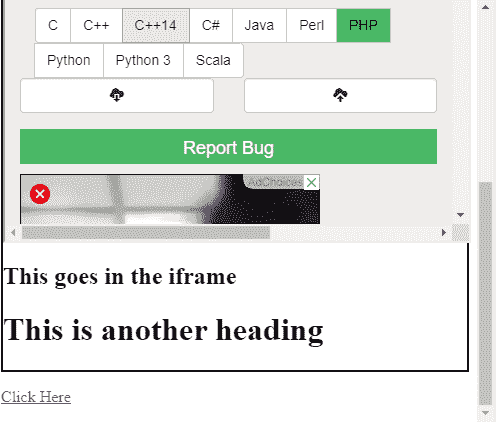 C C++ C++14 C# Java Perl PHP
Python Python 3 Scala
Report Bug
AdChoices
This goes in the iframe
This is another heading
Click Here